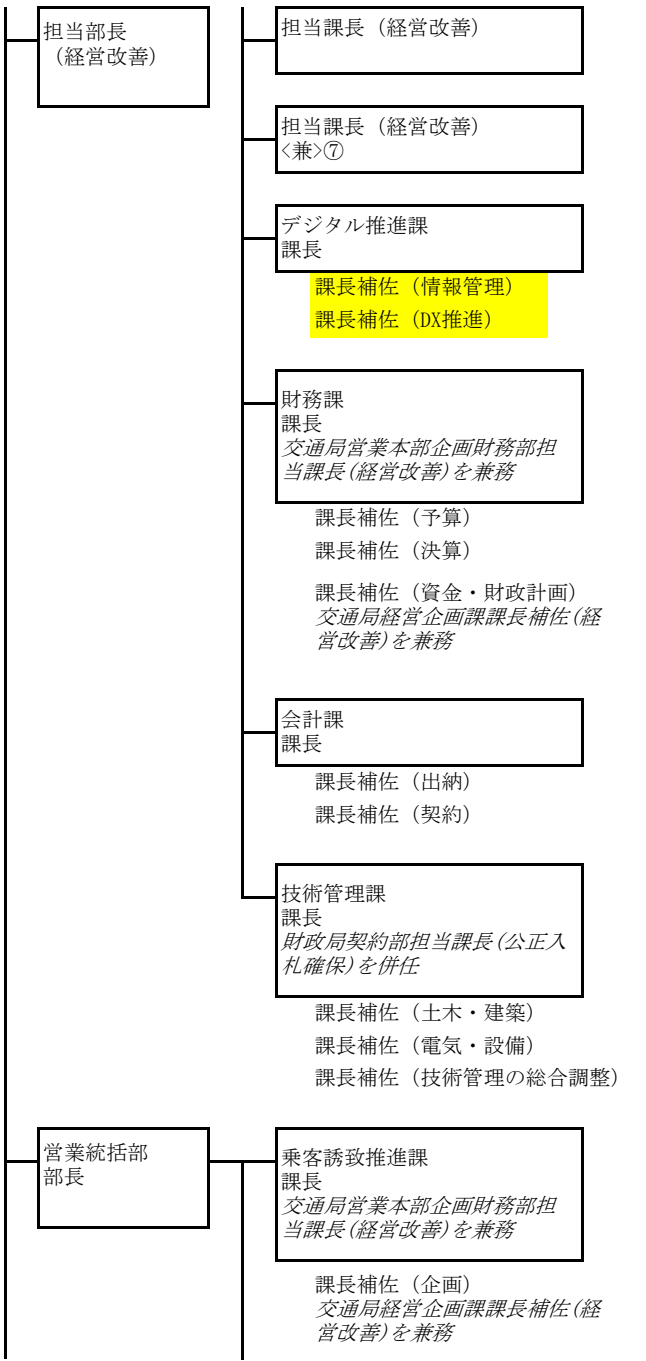 担当部長
（経営改善）
担当課長（経営改善）
担当課長（経営改善）
<兼>⑦
デジタル推進課
課長
課長補佐（情報管理）
課長補佐（DX推進）
財務課
課長
交通局営業本部企画財務部担
当課長(経営改善)を兼務
課長補佐（予算）
課長補佐（決算）
課長補佐（資金・財政計画）
交通局経営企画課課長補佐(経
営改善)を兼務
会計課
課長
課長補佐（出納）
課長補佐（契約）
技術管理課
課長
財政局契約部担当課長(公正入
札確保)を併任
課長補佐（土木・建築）
課長補佐（電気・設備）
課長補佐（技術管理の総合調整）
営業統括部
部長
乗客誘致推進課
課長
交通局営業本部企画財務部担
当課長(経営改善)を兼務
課長補佐（企画）
交通局経営企画課課長補佐(経
営改善)を兼務